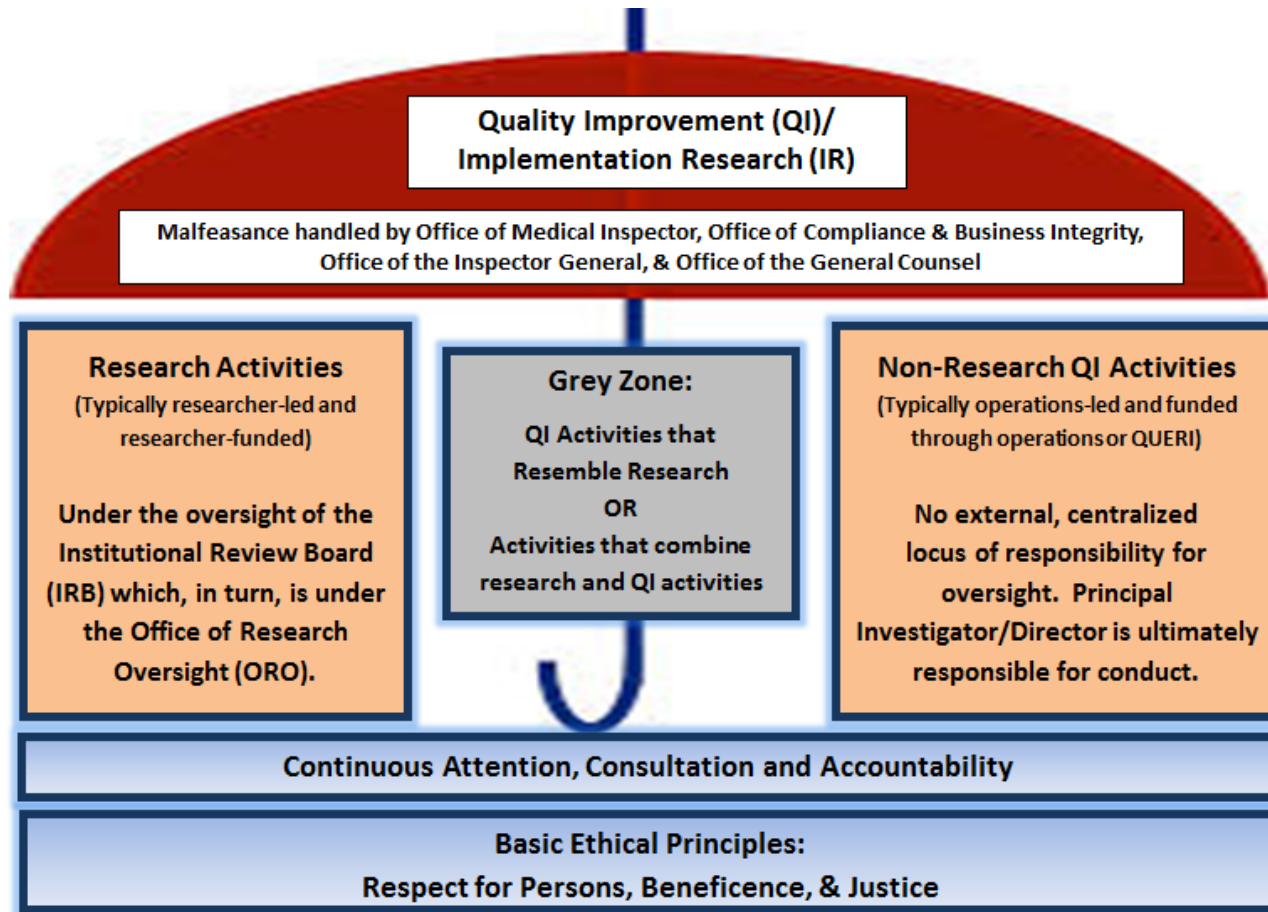 Quality Improvement (QI)/
Implementation Research (IR)
Malfeasance handled by Office of Medical Inspector, Office of Compliance & Business Integrity,
Office of the Inspector General, & Office of the General Counsel
Research Activities
(Typically researcher-led and
researcher-funded)
Under the oversight of the
Institutional Review Board
(IRB) which, in turn, is under
the Office of Research
Oversight (ORO).
Grey Zone:
QI Activities that
Resemble Research
OR
Activities that combine
research and QI activities
Non-Research QI Activities
(Typically operations-led and funded
through operations or QUERI)
No external, centralized
locus of responsibility for
oversight.  Principal
Investigator/Director is ultimately
responsible for conduct.
Continuous Attention, Consultation and Accountability
Basic Ethical Principles:
Respect for Persons, Beneficence, & Justice